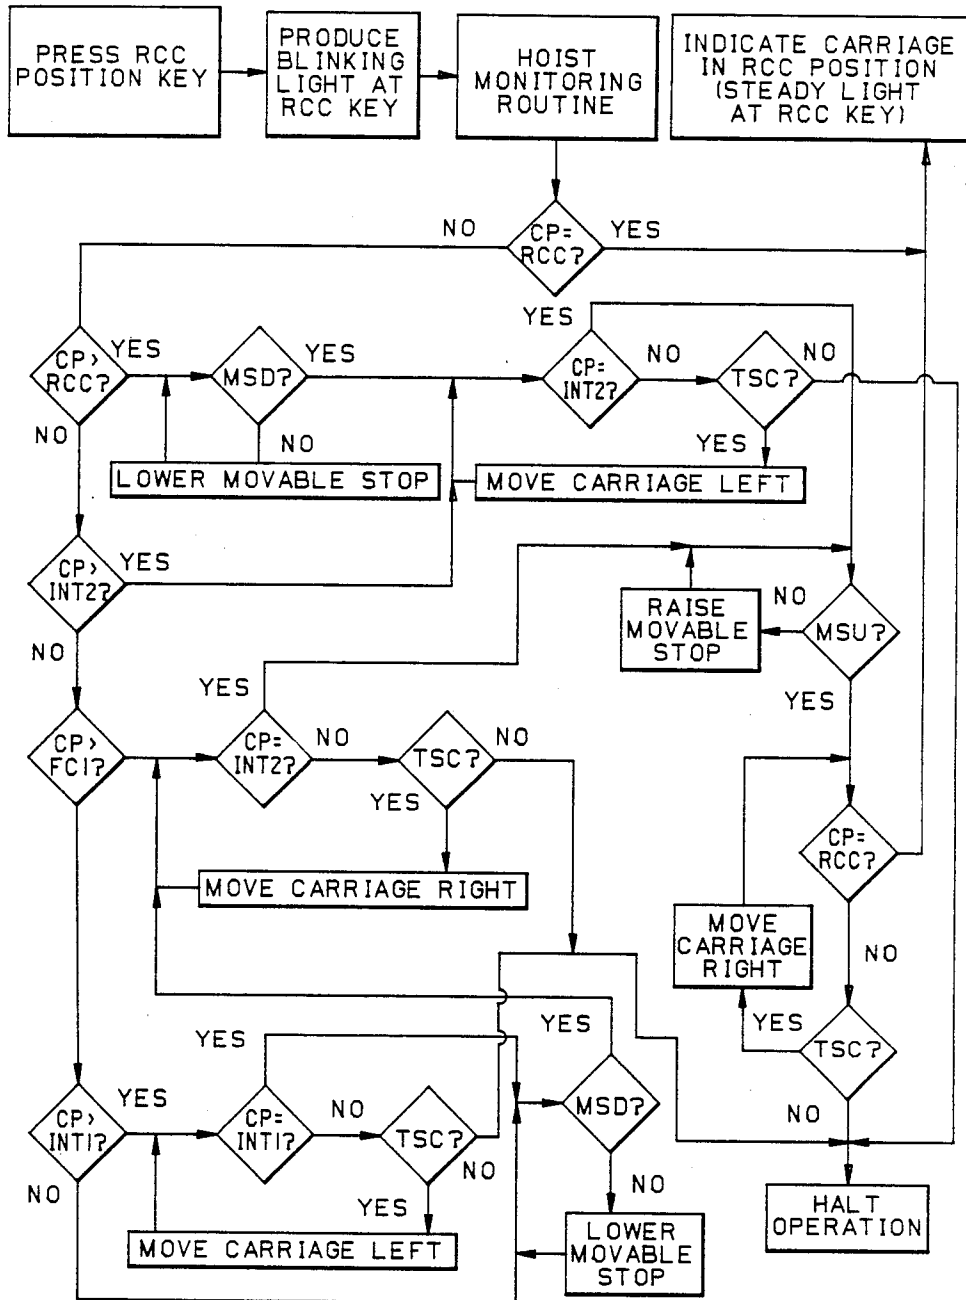 PRESS RCC
POSITION KEY
PRODUCE
BLINKING
LIGHT AT
RCC KEY
HOIST
MONITORING
ROUTINE
INDICATE CARRIAGE
IN RCC POSITION
(STEADY LIGHT
AT RCC KEY)
NO
CP=
RCC?
YES
CP>
RCC?
YES
MSD?
YES
YES
CP=
INT2?
NO
TSC?
NO
NO
NO
YES
LOWER MOVABLE STOP
MOVE CARRIAGE LEFT
CP>
INT2?
YES
NO
RAISE
MOVABLE
STOP
NO
MSU?
YES
CP>
FC1?
YES
CP=
INT2?
NO
TSC?
NO
YES
MOVE CARRIAGE RIGHT
CP=
RCC?
MOVE
CARRIAGE
RIGHT
NO
YES
TSC?
NO
CP>
INT1?
YES
YES
CP=
INT1?
NO
TSC?
NO
YES
MSD?
NO
YES
NO
MOVE CARRIAGE LEFT
LOWER
MOVABLE
STOP
HALT
OPERATION